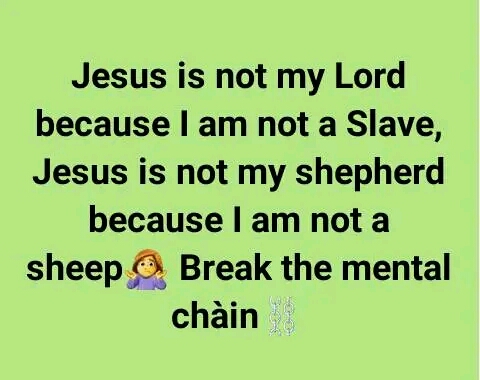 Jesus is not my Lord
because I am not a Slave,
Jesus is not my shepherd
because I am not a
sheep🤷‍♀️ Break the mental
chàin ⛓️